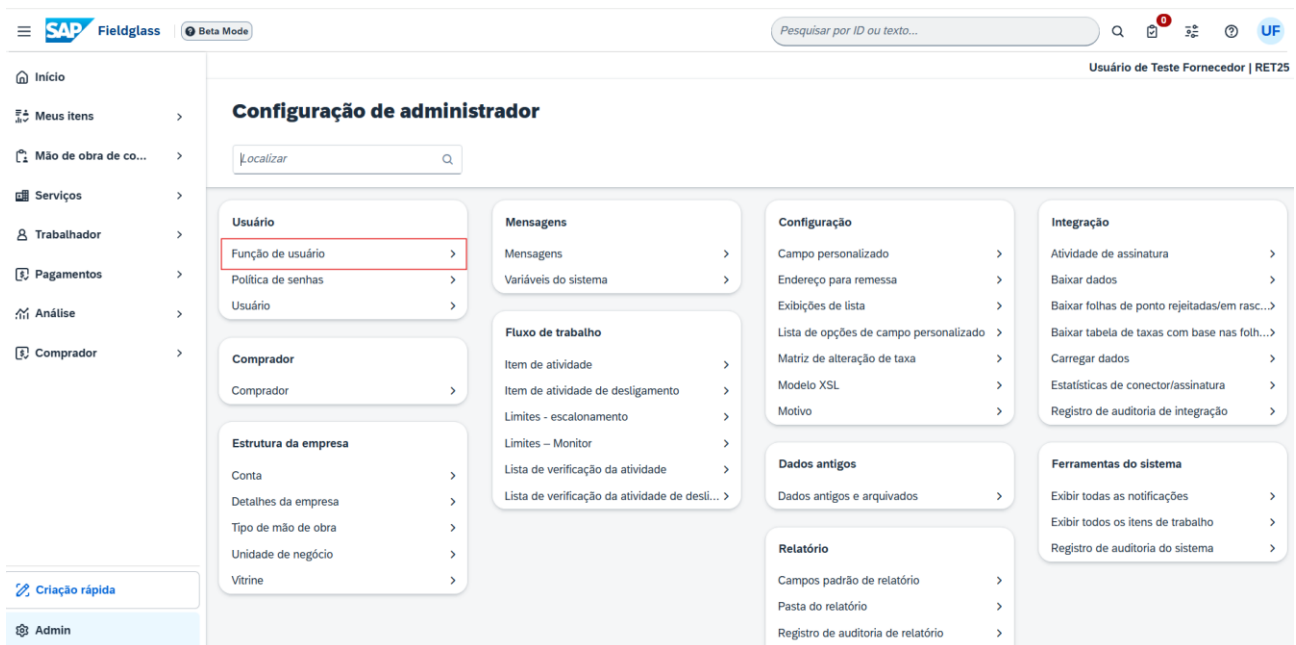 SAP Fieldglass
Beta Mode
Pesquisar por ID ou texto...
0
UF
Usuário de Teste Fornecedor | RET25
Início
Meus itens
Mão de obra de co...
Serviços
Trabalhador
Pagamentos
Análise
Comprador
Criação rápida
Admin
Configuração de administrador
Localizar
Usuário
Função de usuário
Política de senhas
Usuário
Comprador
Comprador
Estrutura da empresa
Conta
Detalhes da empresa
Tipo de mão de obra
Unidade de negócio
Vitrine
Mensagens
Mensagens
Variáveis do sistema
Fluxo de trabalho
Item de atividade
Item de atividade de desligamento
Limites - escalonamento
Limites – Monitor
Lista de verificação da atividade
Lista de verificação da atividade de desli...
Configuração
Campo personalizado
Endereço para remessa
Exibições de lista
Lista de opções de campo personalizado
Matriz de alteração de taxa
Modelo XSL
Motivo
Dados antigos
Dados antigos e arquivados
Relatório
Campos padrão de relatório
Pasta do relatório
Registro de auditoria de relatório
Integração
Atividade de assinatura
Baixar dados
Baixar folhas de ponto rejeitadas/em rasc...
Baixar tabela de taxas com base nas folh...
Carregar dados
Estatísticas de conector/assinatura
Registro de auditoria de integração
Ferramentas do sistema
Exibir todas as notificações
Exibir todos os itens de trabalho
Registro de auditoria do sistema